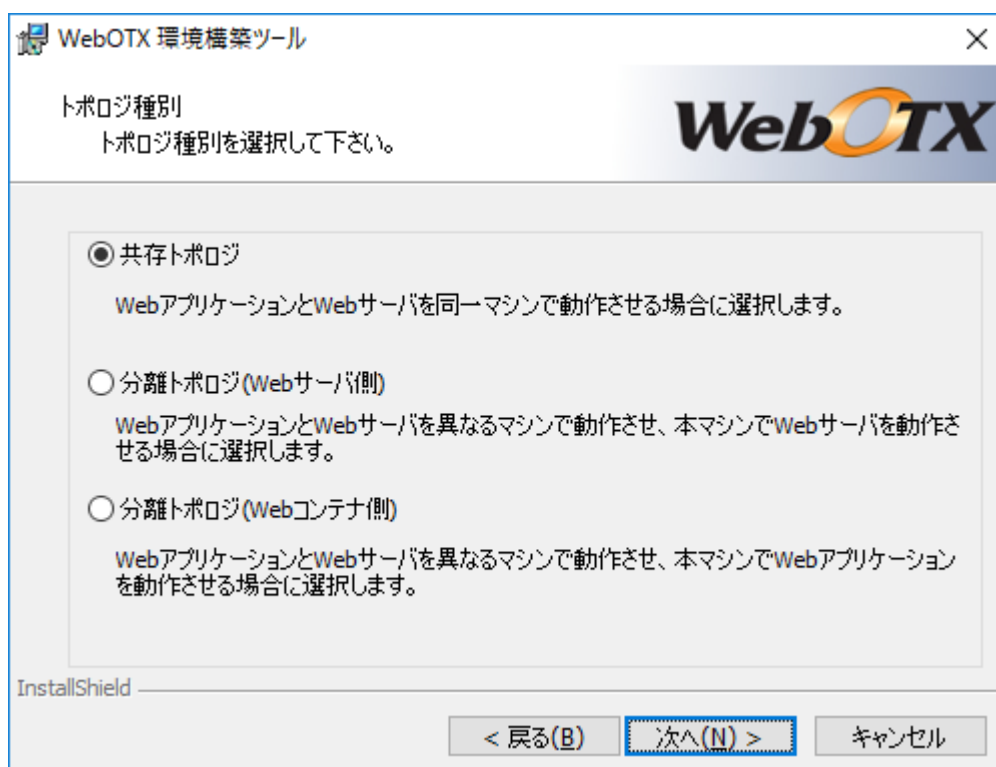 WebOTX 環境構築ツール
トポロジ種別
トポロジ種別を選択して下さい。
WebOTX
共存トポロジ
WebアプリケーションとWebサーバを同一マシンで動作させる場合に選択します。
分離トポロジ(Webサーバ側)
WebアプリケーションとWebサーバを異なるマシンで動作させ、本マシンでWebサーバを動作さ
せる場合に選択します。
分離トポロジ(Webコンテナ側)
WebアプリケーションとWebサーバを異なるマシンで動作させ、本マシンでWebアプリケーション
を動作させる場合に選択します。
InstallShield
< 戻る(B)
次へ(N) >
キャンセル